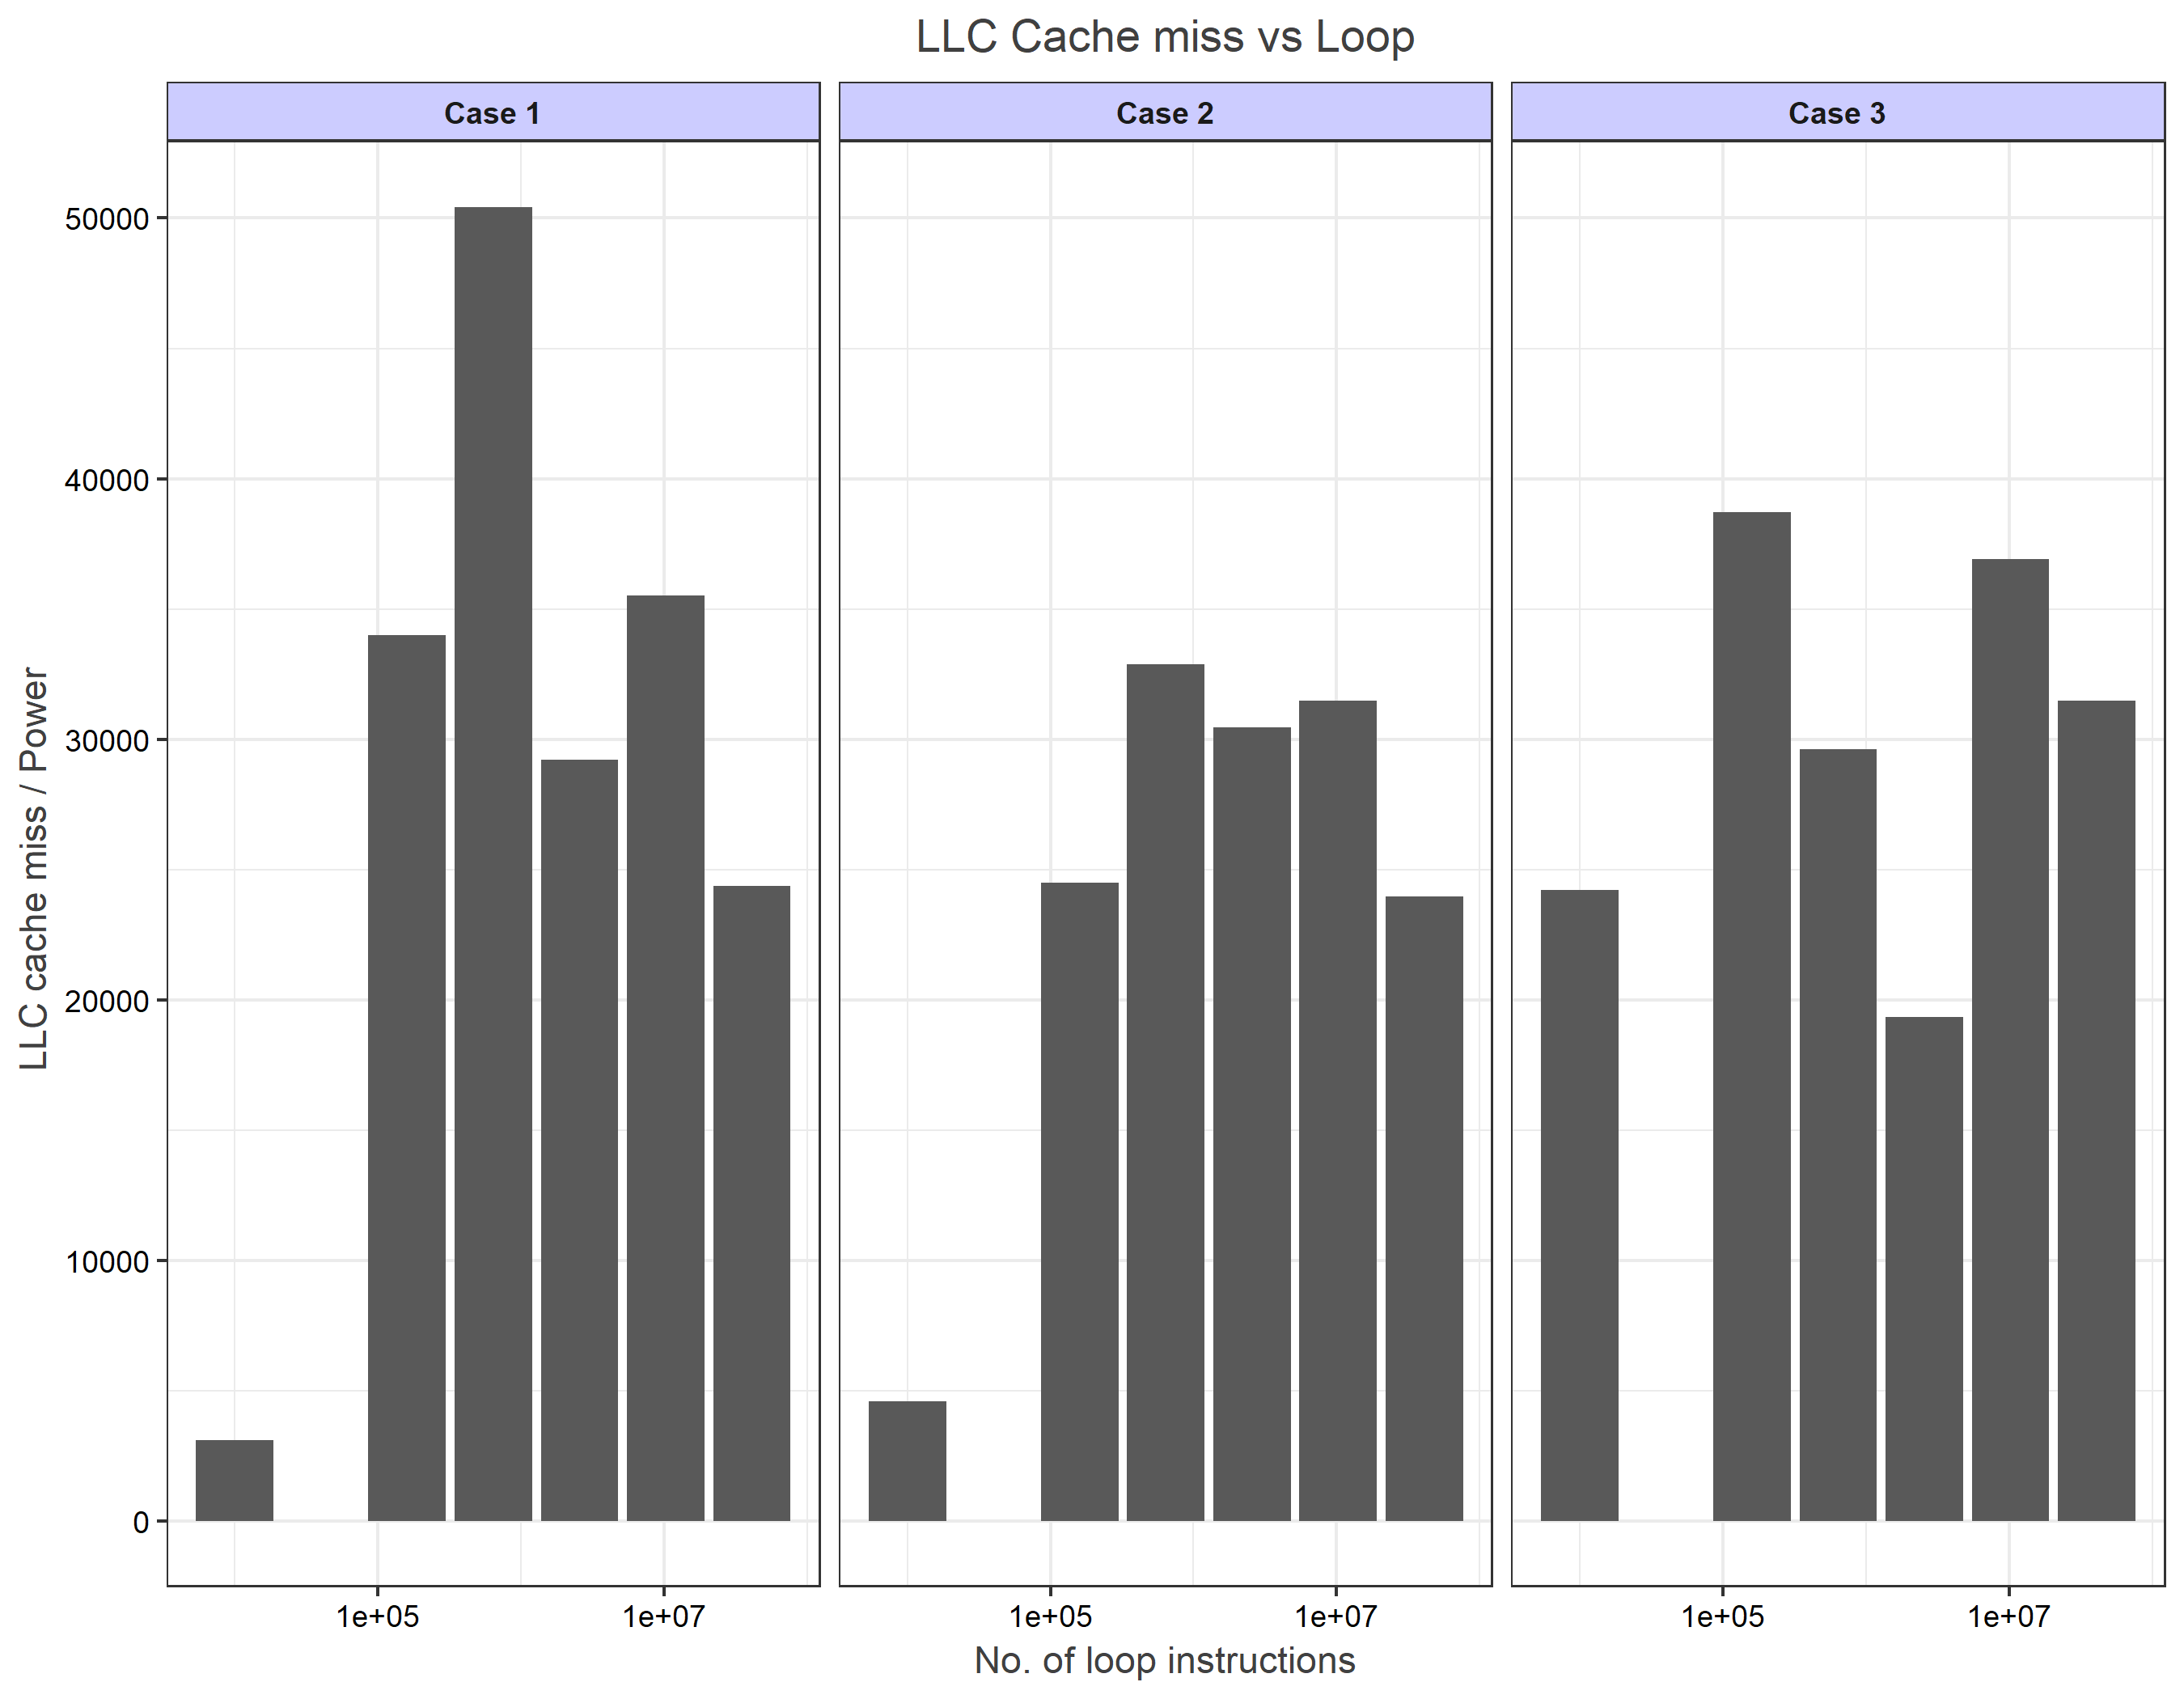 LLC Cache miss vs Loop
Case 1
Case 2
Case 3
LLC cache miss / Power
50000
40000
30000
20000
10000
0
1e+05
1e+07
1e+05
1e+07
1e+05
1e+07
No. of loop instructions